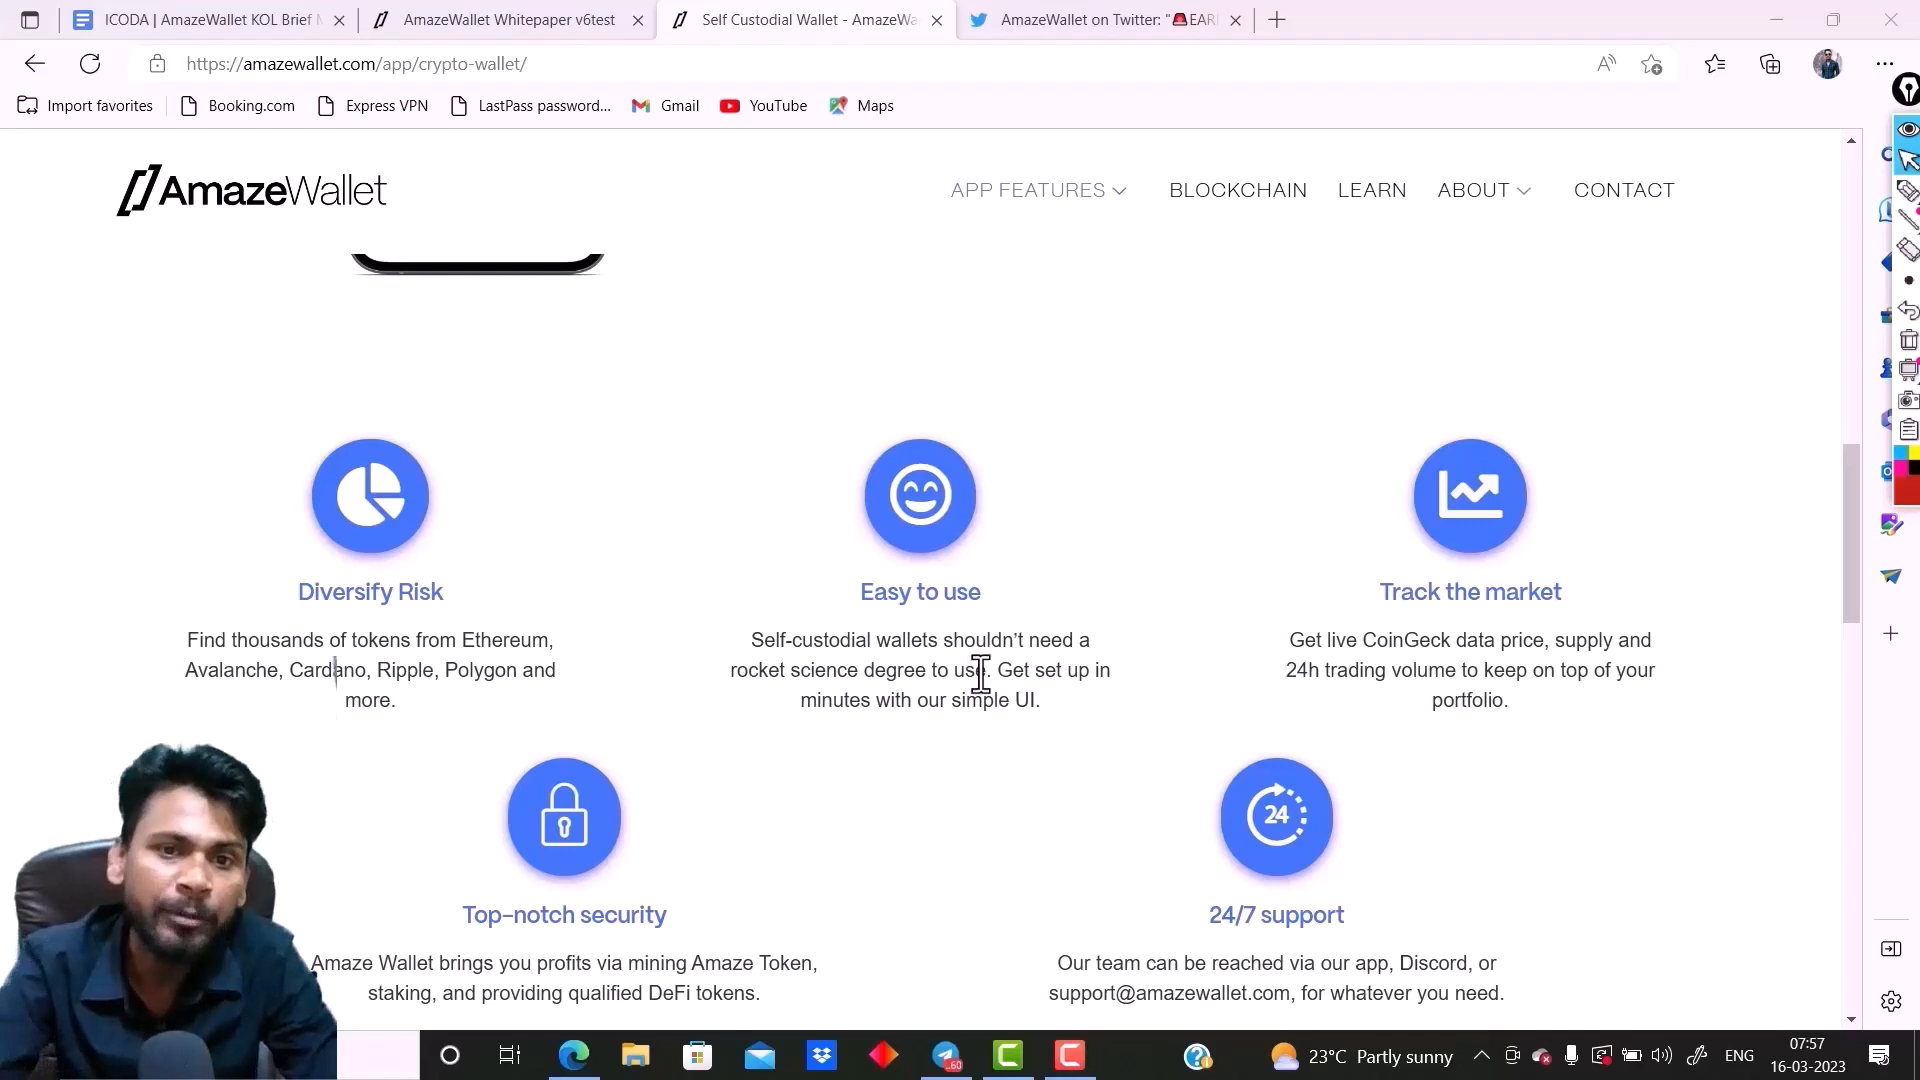 ICODA | AmazeWallet KOL Brief
AmazeWallet Whitepaper v6test
Self Custodial Wallet - AmazeWa
AmazeWallet on Twitter: "🚨EAR
https://amazewallet.com/app/crypto-wallet/
Import favorites
Booking.com
Express VPN
LastPass password...
Gmail
YouTube
Maps
AmazeWallet
APP FEATURES
BLOCKCHAIN
LEARN
ABOUT
CONTACT
Diversify Risk
Find thousands of tokens from Ethereum,
Avalanche, Cardano, Ripple, Polygon and
more.
Easy to use
Self-custodial wallets shouldn't need a
rocket science degree to use. Get set up in
minutes with our simple UI.
Track the market
Get live CoinGeck data price, supply and
24h trading volume to keep on top of your
portfolio.
Top-notch security
Amaze Wallet brings you profits via mining Amaze Token,
staking, and providing qualified DeFi tokens.
24
24/7 support
Our team can be reached via our app, Discord, or
support@amazewallet.com, for whatever you need.
..60
23°C Partly sunny
ENG
07:57
16-03-2023